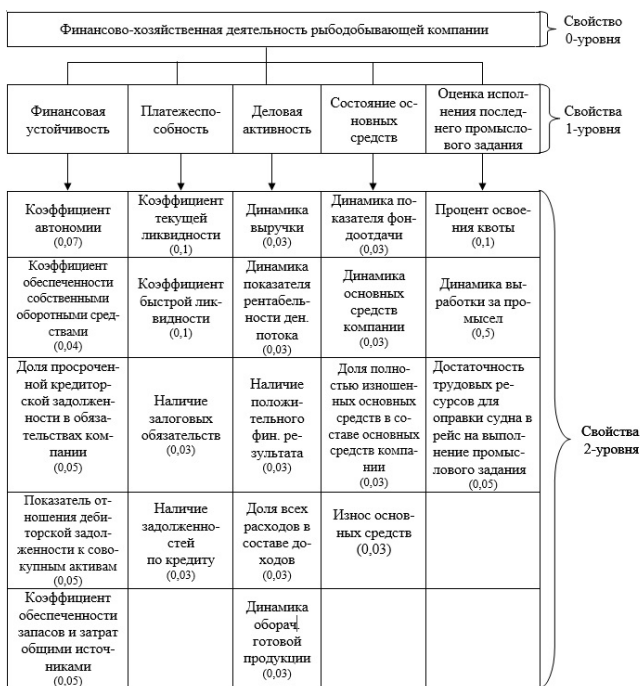 Финансово-хозяйственная деятельность рыбодобывающей компании
Свойство
0-уровня
Финансовая
устойчивость
Платежеспо-
собность
Деловая
активность
Состояние ос-
новных
средств
Оценка испол-
нения послед-
него промысло-
вого задания
Свойства
1-уровня
Коэффициент
автономии
(0,07)
Коэффициент
текущей
ликвидности
(0,1)
Динамика
выручки
(0,03)
Динамика по-
казателя фон-
доотдачи
(0,03)
Процент освое-
ния квоты
(0,1)
Коэффициент
обеспеченности
собственными
оборотными сред-
ствами
(0,04)
Коэффициент
быстрой лик-
видности
(0,1)
Динамика
показателя
рентабель-
ности ден.
потока
(0,03)
Динамика
основных
средств
компании
(0,03)
Динамика вы-
работки за про-
мысел
(0,5)
Доля просрочен-
ной кредитор-
ской задолжен-
ности в обяза-
тельствах ком-
пании
(0,05)
Наличие
залоговых
обязательств
(0,03)
Наличие
положи-
тельного
фин. ре-
зультата
(0,03)
Доля полно-
стью изношен-
ных основных
средств в со-
ставе основных
средств компа-
нии
(0,03)
Достаточность
трудовых ре-
сурсов для
оправки судна в
рейс на выпол-
нение промыс-
лового задания
(0,05)
Свойства
2-уровня
Показатель от-
ношения деби-
торской задол-
женности к сово-
купным активам
(0,05)
Наличие
задолженно-
стей
по кредиту
(0,03)
Доля всех
расходов в
составе до-
ходов
(0,03)
Износ основ-
ных средств
(0,03)
Коэффициент
обеспеченности
запасов и затрат
общими источ-
никами
(0,05)
Динамика
оборач.
готовой
продукции
(0,03)